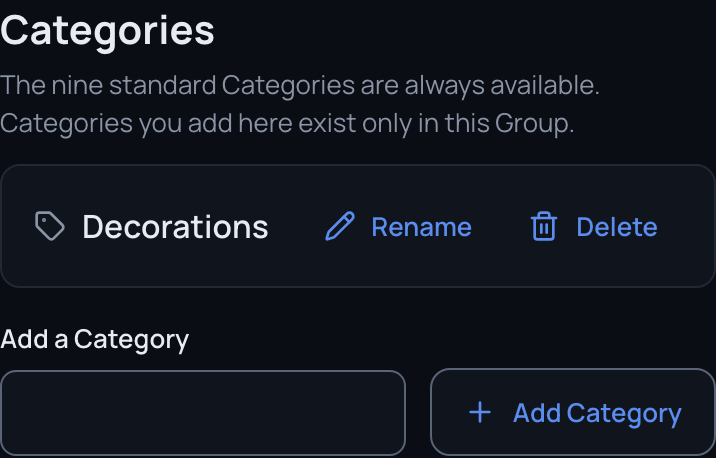 Categories
The nine standard Categories are always available.
Categories you add here exist only in this Group.
Decorations Rename Delete
Add a Category
Add Category